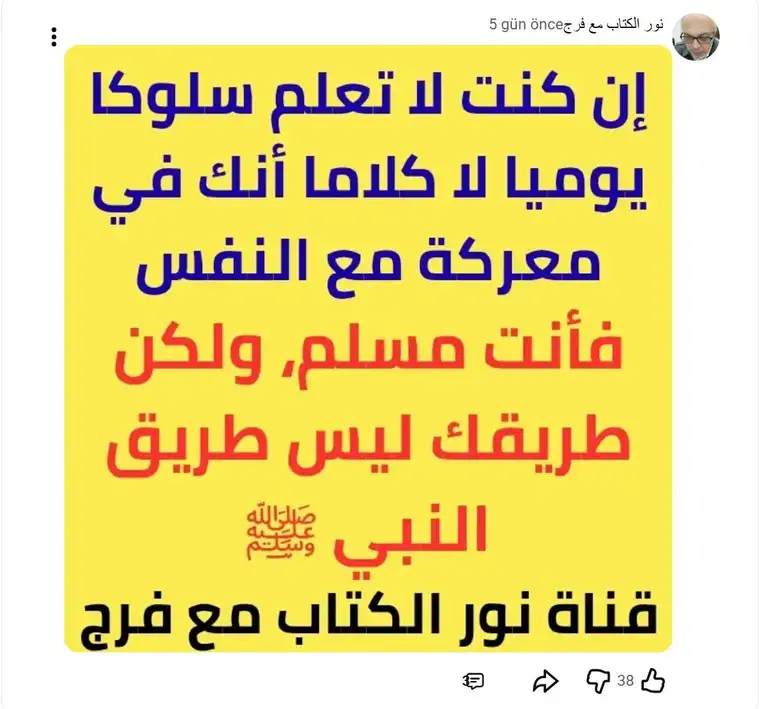 نور الكتاب مع فرج 5 gün önce
إن كنت لا تعلم سلوكا
يوميا لا كلاما أنك في
معركة مع النفس
فأنت مسلم، ولكن
طريقك ليس طريق
النبي ﷺ
قناة نور الكتاب مع فرج
38
3